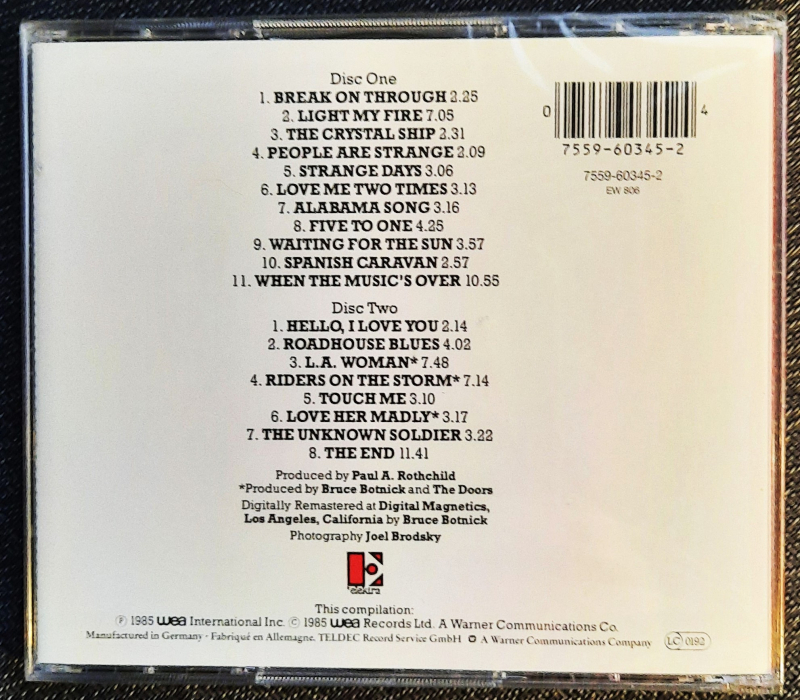 Disc One
1. BREAK ON THROUGH 2.25
2. LIGHT MY FIRE 7.05
3. THE CRYSTAL SHIP 2.31
4. PEOPLE ARE STRANGE 2.09
5. STRANGE DAYS 3.06
6. LOVE ME TWO TIMES 3.13
7. ALABAMA SONG 3.16
8. FIVE TO ONE 4.25
9. WAITING FOR THE SUN 3.57
10. SPANISH CARAVAN 2.57
11. WHEN THE MUSIC'S OVER 10.55
0 4
7559-60345-2
7559-60345-2
EW 806
Disc Two
1. HELLO, I LOVE YOU 2.14
2. ROADHOUSE BLUES 4.02
3. L.A. WOMAN* 7.48
4. RIDERS ON THE STORM* 7.14
5. TOUCH ME 3.10
6. LOVE HER MADLY* 3.17
7. THE UNKNOWN SOLDIER 3.22
8. THE END 11.41
Produced by Paul A. Rothchild
*Produced by Bruce Botnick and The Doors
Digitally Remastered at Digital Magnetics,
Los Angeles, California by Bruce Botnick
Photography Joel Brodsky
elektra
This compilation:
℗ 1985 wea International Inc. © 1985 wea Records Ltd. A Warner Communications Co.
Manufactured in Germany · Fabriqué en Allemagne. TELDEC Record Service GmbH A Warner Communications Company LC 0192